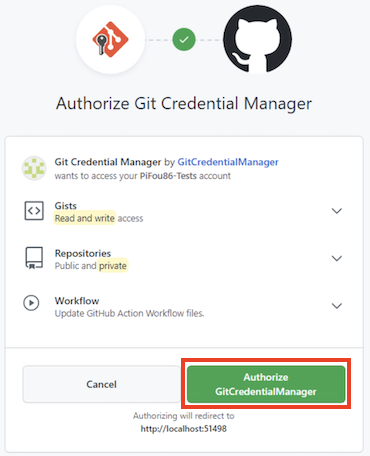 Authorize Git Credential Manager
Git Credential Manager by GitCredentialManager
wants to access your PiFou86-Tests account
Gists
Read and write access
Repositories
Public and private
Workflow
Update GitHub Action Workflow files.
Cancel
Authorize
GitCredentialManager
Authorizing will redirect to
http://localhost:51498